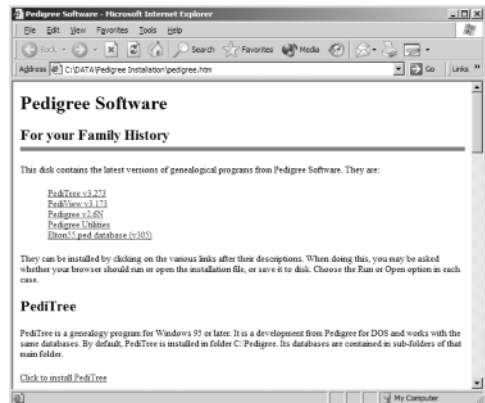 Pedigree Software - Microsoft Internet Explorer
File Edit View Favorites Tools Help
Back Search Favorites Media
Address C:\DATA\Pedigree Installation\pedigree.htm Go Links »
Pedigree Software
For your Family History
This disk contains the latest versions of genealogical programs from Pedigree Software. They are:
PediTree v3.273
PediView v3.173
Pedigree v2.6N
Pedigree Utilities
Elton55.ped database (v305)
They can be installed by clicking on the various links after their descriptions. When doing this, you may be asked
whether your browser should run or open the installation file, or save it to disk. Choose the Run or Open option in each
case.
PediTree
PediTree is a genealogy program for Windows 95 or later. It is a development from Pedigree for DOS and works with the
same databases. By default, PediTree is installed in folder C:\Pedigree. Its databases are contained in sub-folders of that
main folder.
Click to install PediTree
My Computer